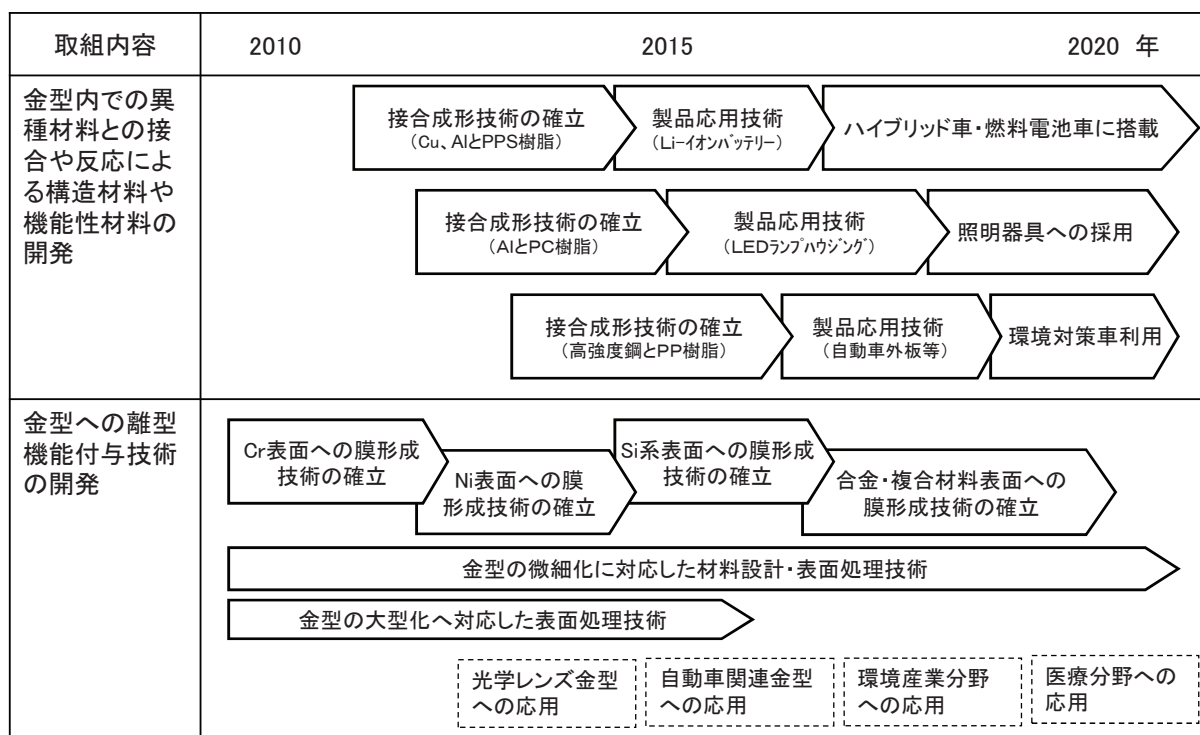 取組内容
2010
2015
2020 年
金型内での異
種材料との接
合や反応によ
る構造材料や
機能性材料の
開発
接合成形技術の確立
（Cu、AlとPPS樹脂）
製品応用技術
（Li-イオンバッテリー）
ハイブリッド車・燃料電池車に搭載
接合成形技術の確立
（AlとPC樹脂）
製品応用技術
（LEDランプハウジング）
照明器具への採用
接合成形技術の確立
（高強度鋼とPP樹脂）
製品応用技術
（自動車外板等）
環境対策車利用
金型への離型
機能付与技術
の開発
Cr表面への膜形成
技術の確立
Ni表面への膜
形成技術の確立
Si系表面への膜形成
技術の確立
合金・複合材料表面への
膜形成技術の確立
金型の微細化に対応した材料設計・表面処理技術
金型の大型化へ対応した表面処理技術
光学レンズ金型
への応用
自動車関連金型
への応用
環境産業分野
への応用
医療分野への
応用